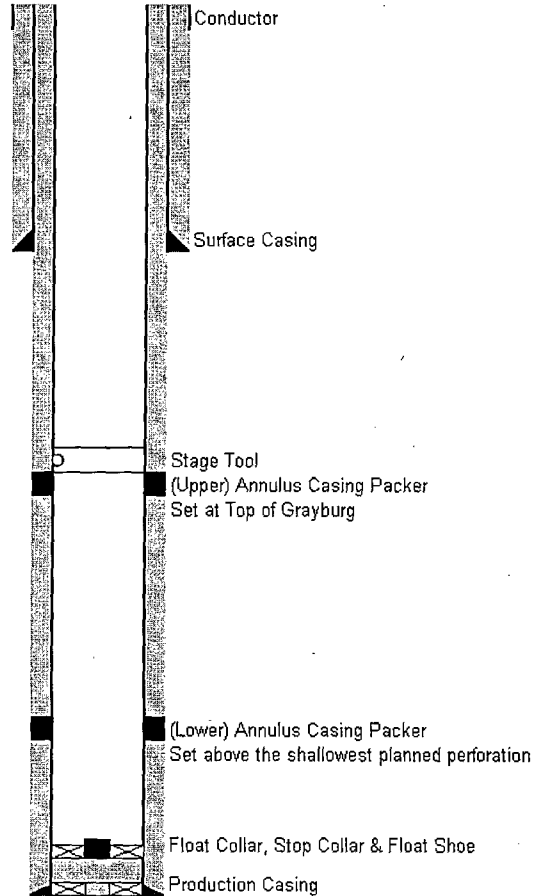 Conductor
Surface Casing
Stage Tool
(Upper) Annulus Casing Packer
Set at Top of Grayburg
(Lower) Annulus Casing Packer
Set above the shallowest planned perforation
Float Collar, Stop Collar & Float Shoe
Production Casing